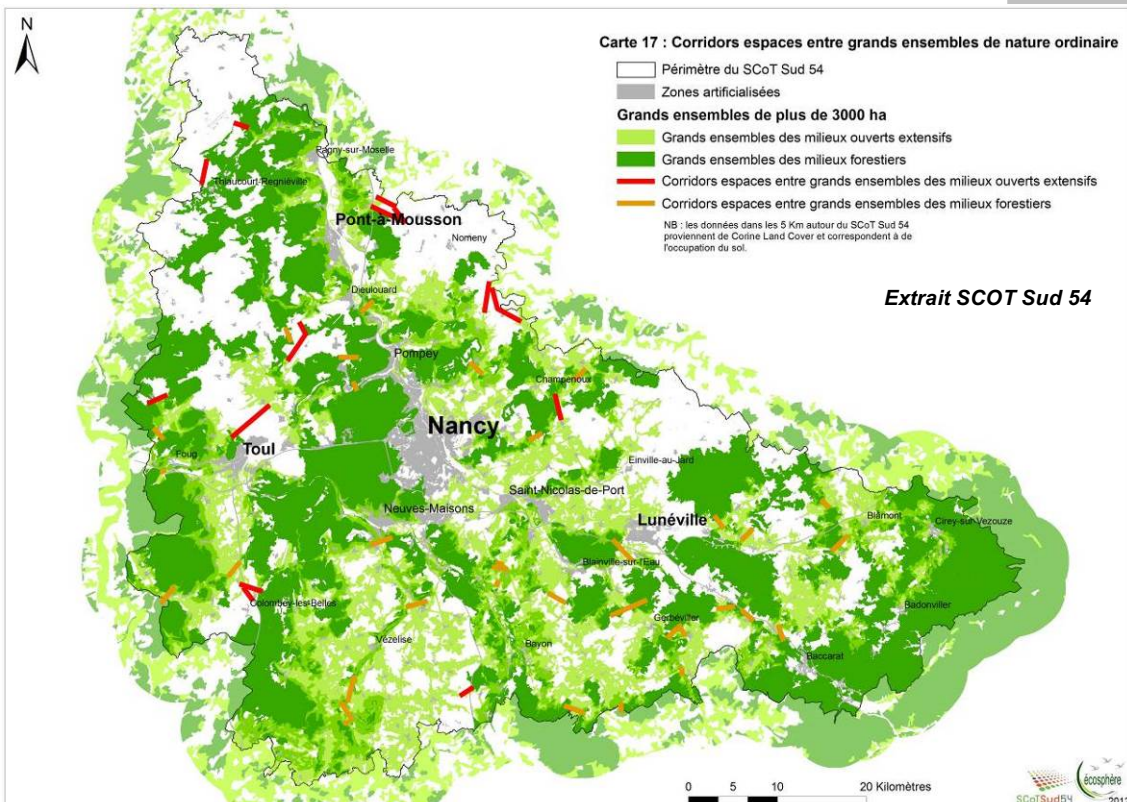 N
Carte 17 : Corridors espaces entre grands ensembles de nature ordinaire
Périmètre du SCoT Sud 54
Zones artificialisées
Grands ensembles de plus de 3000 ha
Grands ensembles des milieux ouverts extensifs
Grands ensembles des milieux forestiers
Corridors espaces entre grands ensembles des milieux ouverts extensifs
Corridors espaces entre grands ensembles des milieux forestiers
NB : les données dans les 5 Km autour du SCoT Sud 54
proviennent de Corine Land Cover et correspondent à de
l'occupation du sol.
Extrait SCOT Sud 54
Pagny-sur-Moselle
Thiaucourt-Regniéville
Pont-à-Mousson
Nomeny
Dieulouard
Pompey
Champenoux
Nancy
Toul
Foug
Einville-au-Jard
Saint-Nicolas-de-Port
Neuves-Maisons
Lunéville
Blâmont
Cirey-sur-Vezouze
Blainville-sur-l'Eau
Colombey-les-Belles
Badonviller
Gerbéviller
Vézelise
Bayon
Baccarat
0 5 10 20 Kilomètres
SCoTSud54
écosphère
2012